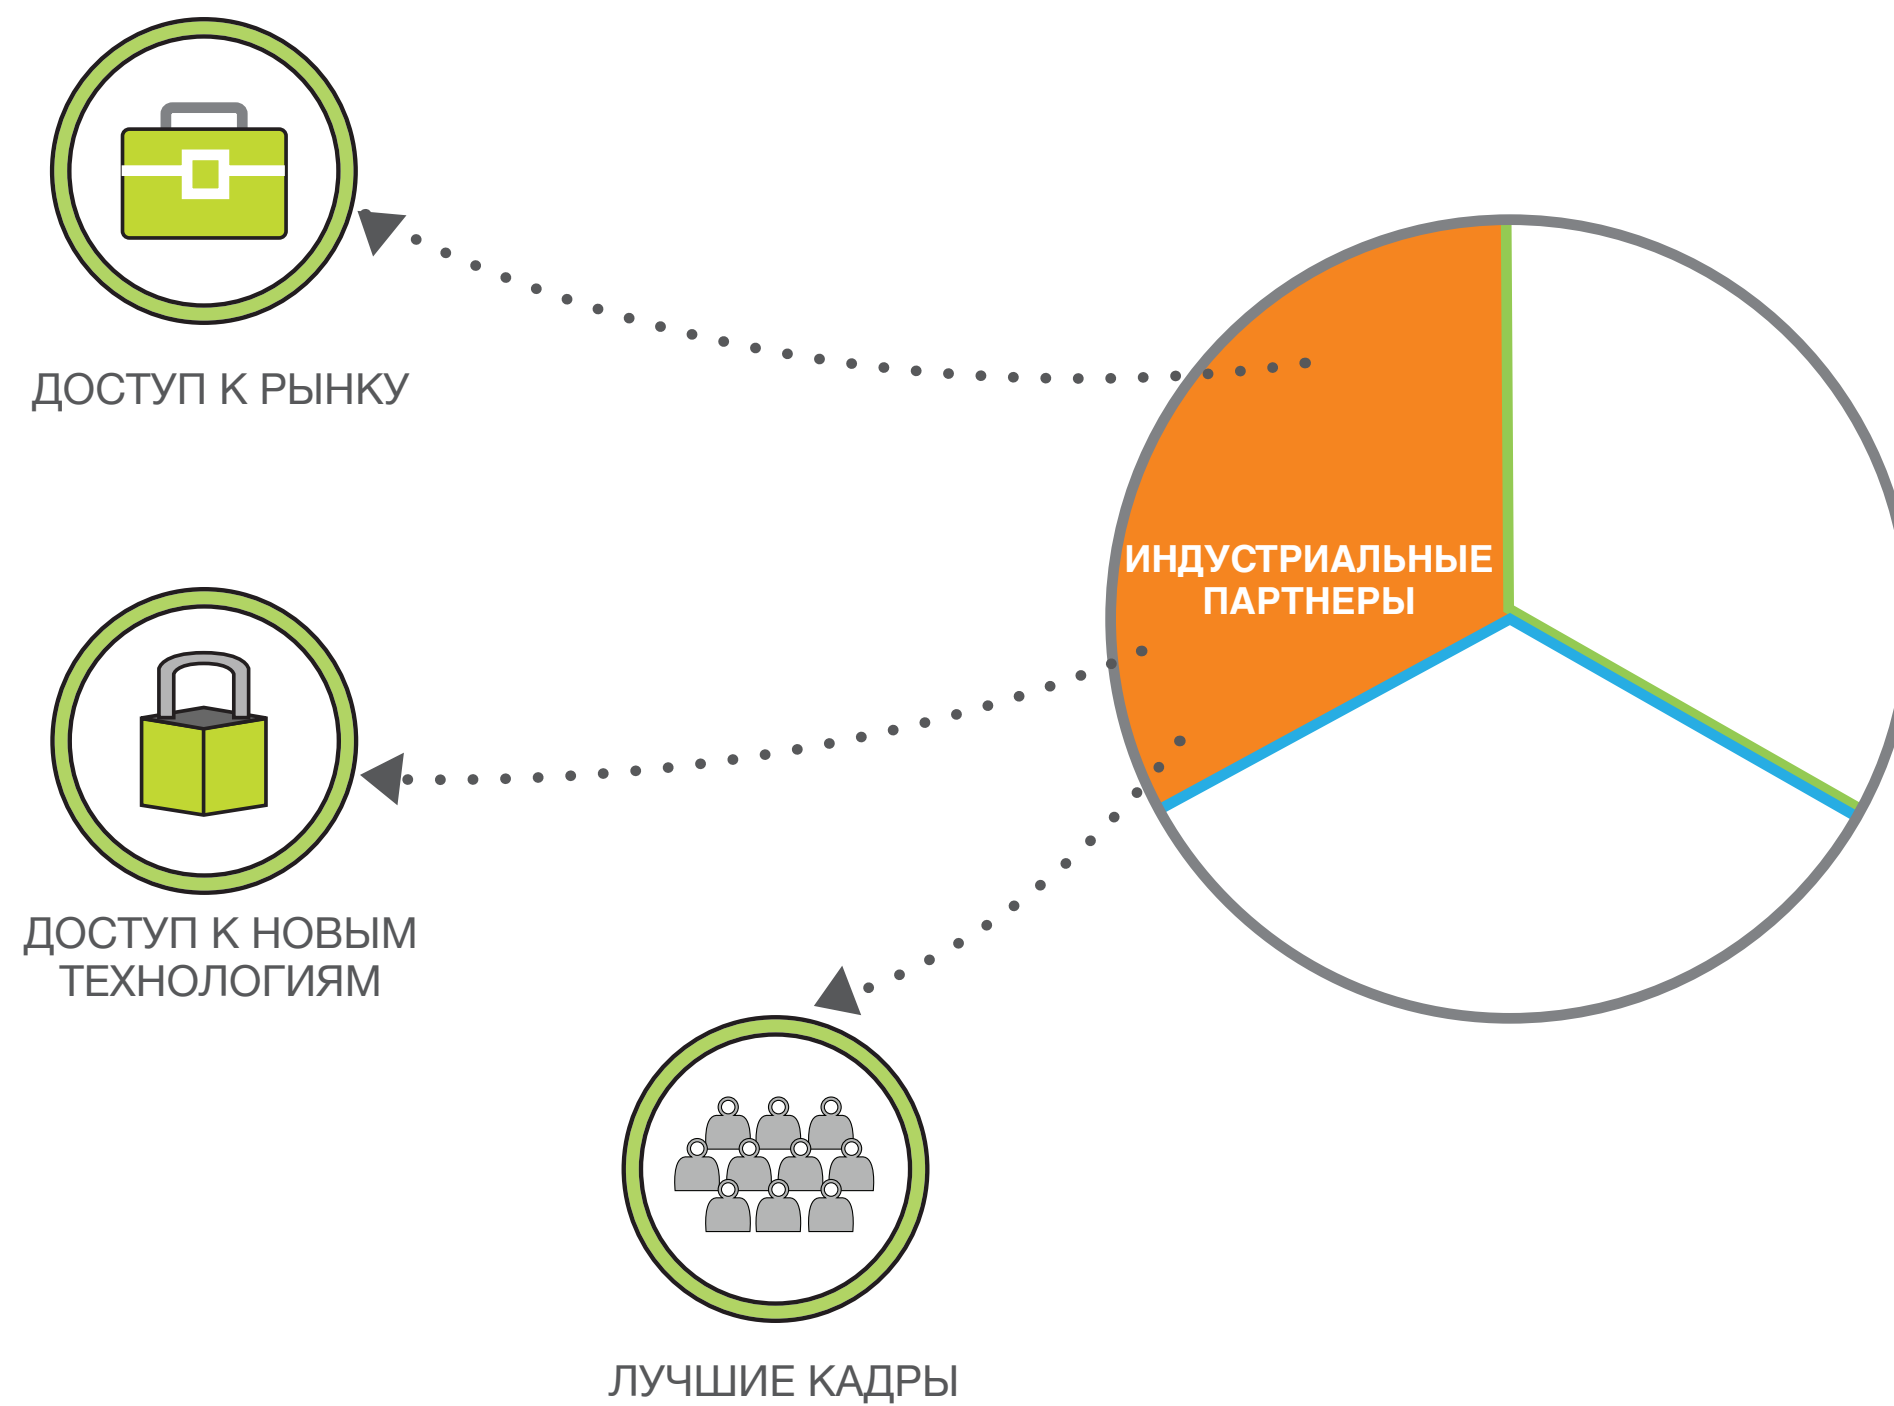 ДОСТУП К РЫНКУ
ИНДУСТРИАЛЬНЫЕ
ПАРТНЕРЫ
ДОСТУП К НОВЫМ
ТЕХНОЛОГИЯМ
ЛУЧШИЕ КАДРЫ